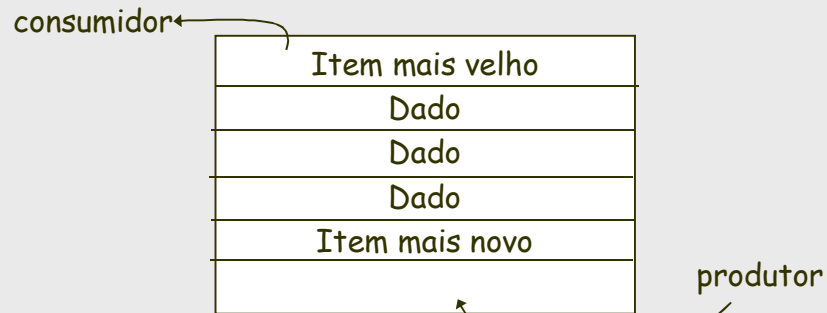 consumidor
Item mais velho
Dado
Dado
Dado
Item mais novo
produtor